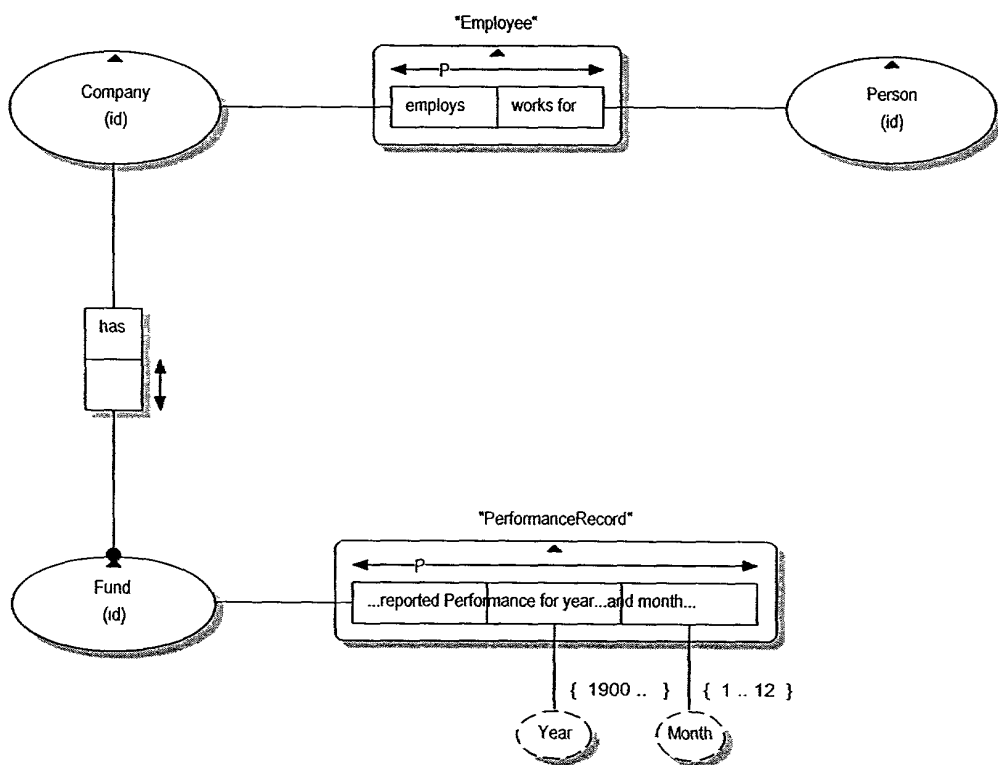 "Employee"
P
Company
(id)
employs
works for
Person
(id)
has
"PerformanceRecord"
P
Fund
(id)
...reported Performance for year...and month...
{ 1900 .. }
{ 1 .. 12 }
Year
Month